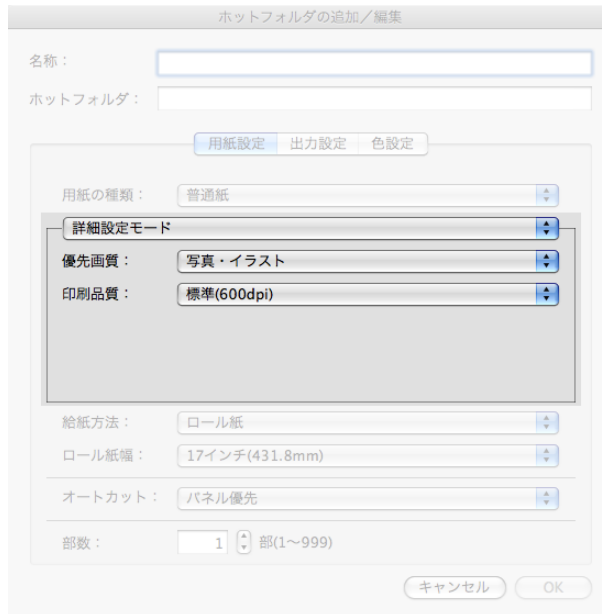 ホットフォルダの追加／編集
名称：
ホットフォルダ：
用紙設定 出力設定 色設定
用紙の種類： 普通紙
詳細設定モード
優先画質： 写真・イラスト
印刷品質： 標準(600dpi)
給紙方法： ロール紙
ロール紙幅： 17インチ(431.8mm)
オートカット： パネル優先
部数： 1 部(1〜999)
キャンセル OK